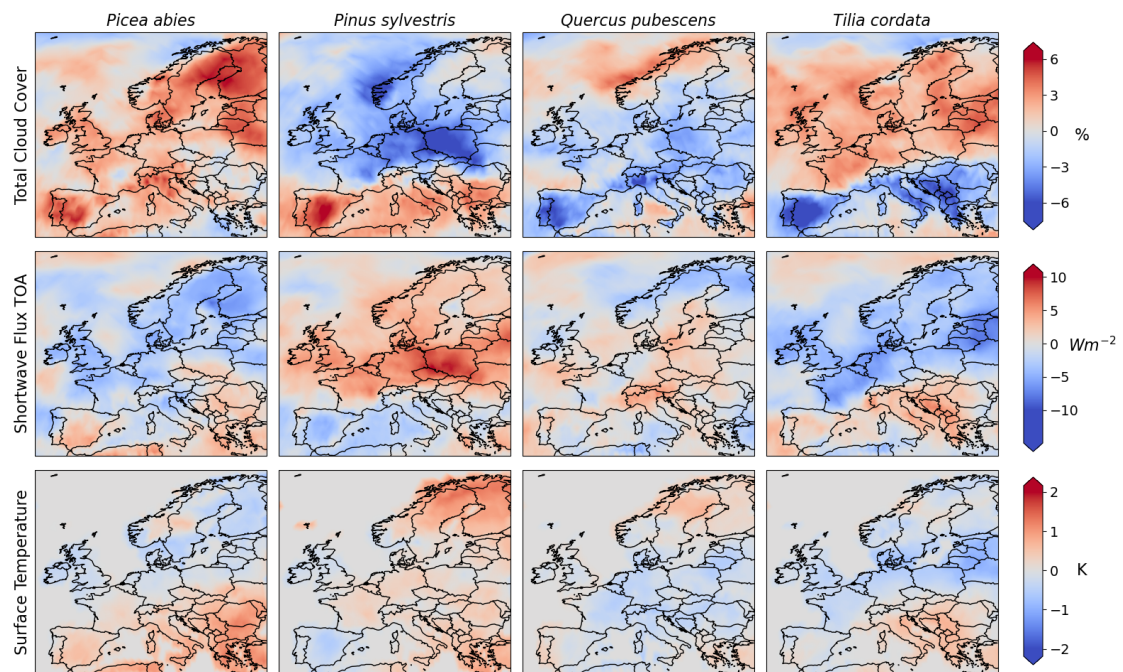 Picea abies
Pinus sylvestris
Quercus pubescens
Tilia cordata
Total Cloud Cover
6
3
0
−3
−6
%
Shortwave Flux TOA
10
5
0
−5
−10
Wm⁻²
Surface Temperature
2
1
0
−1
−2
K